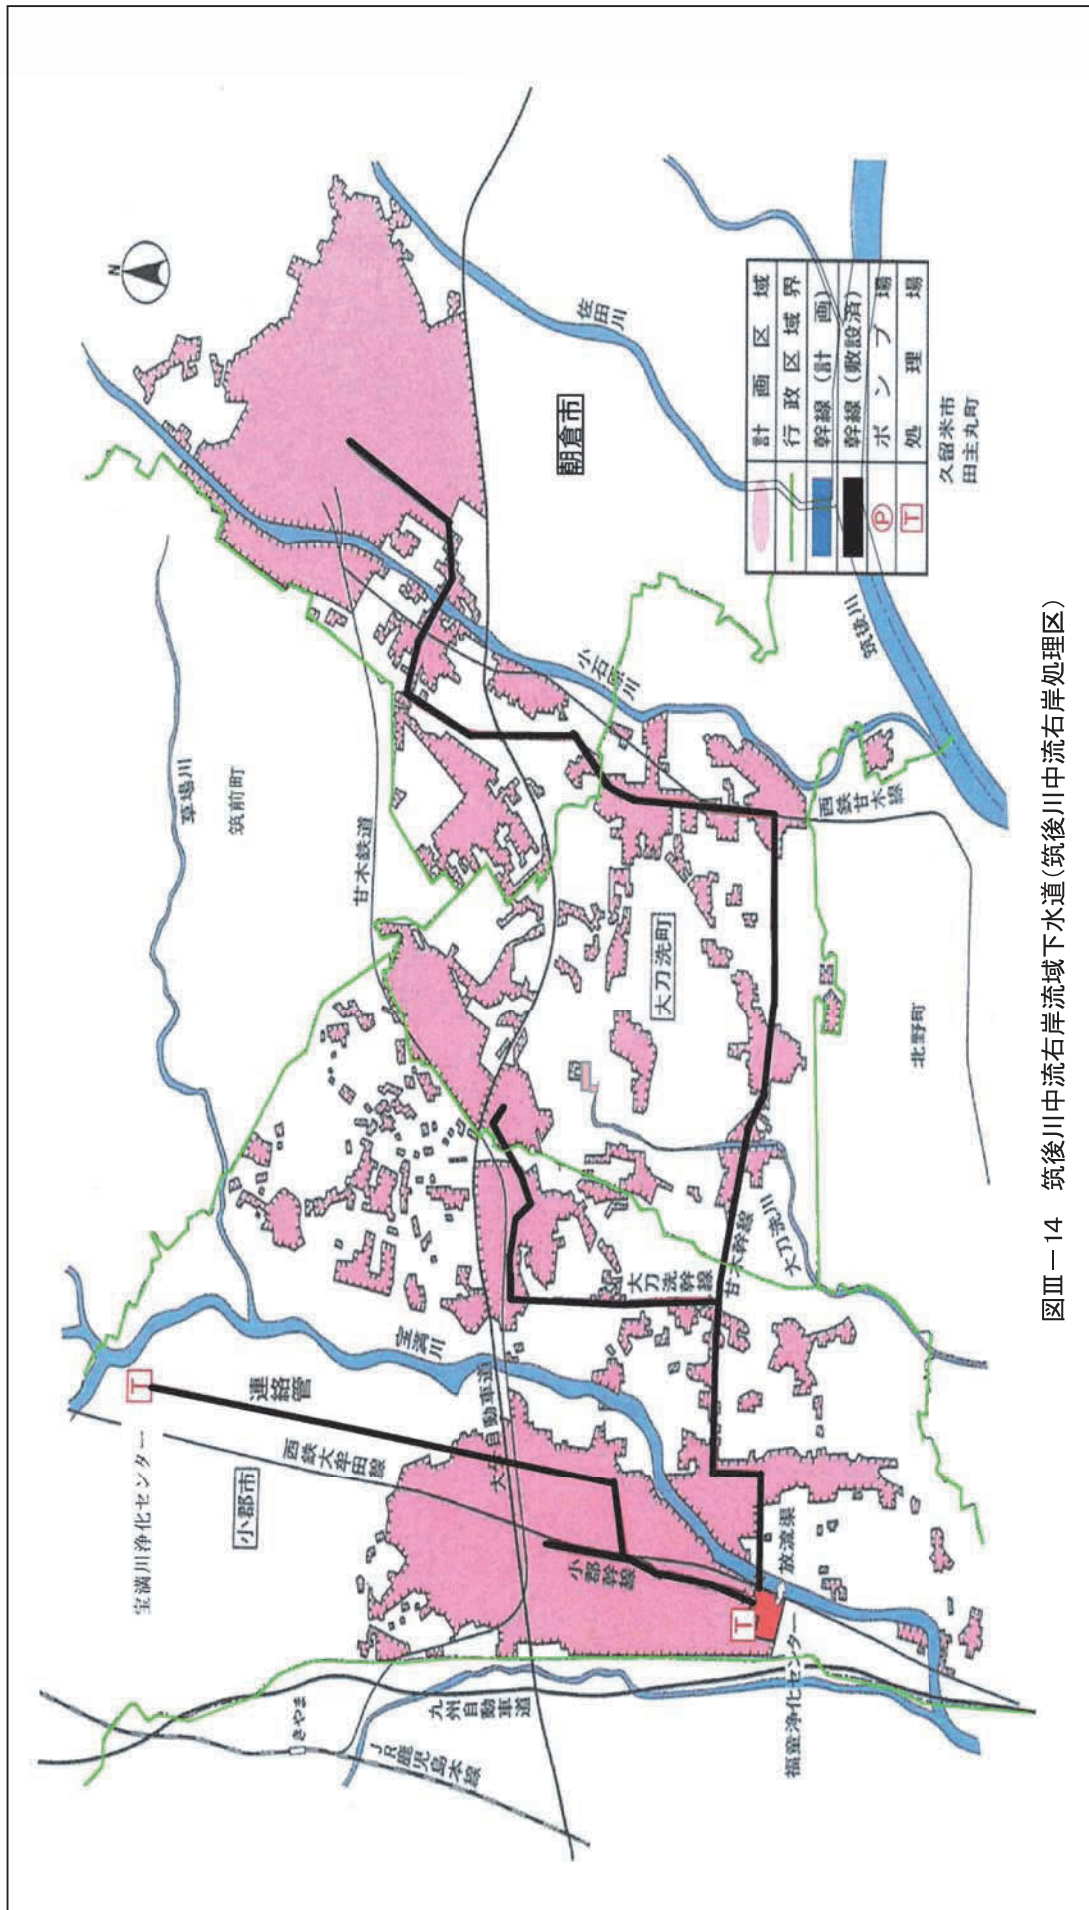 N
佐田川
朝倉市
計画区域
行政区域界
幹線(計画)
幹線(敷設済)
Ⓟ ポンプ場
T 処理場
久留米市
田主丸町
筑後川
小石原川
草場川
筑前町
甘木鉄道
西鉄
甘木線
大刀洗町
北野町
大刀洗
幹線
甘木幹線
大刀洗川
宝満川
連絡管
T
宝満川浄化センター
小郡市
西鉄
大牟田線
大分自動車道
小郡
幹線
放流渠
T
福童浄化センター
九州
自動車道
きやま
JR鹿児島本線
図Ⅲ－14 筑後川中流右岸流域下水道(筑後川中流右岸処理区)